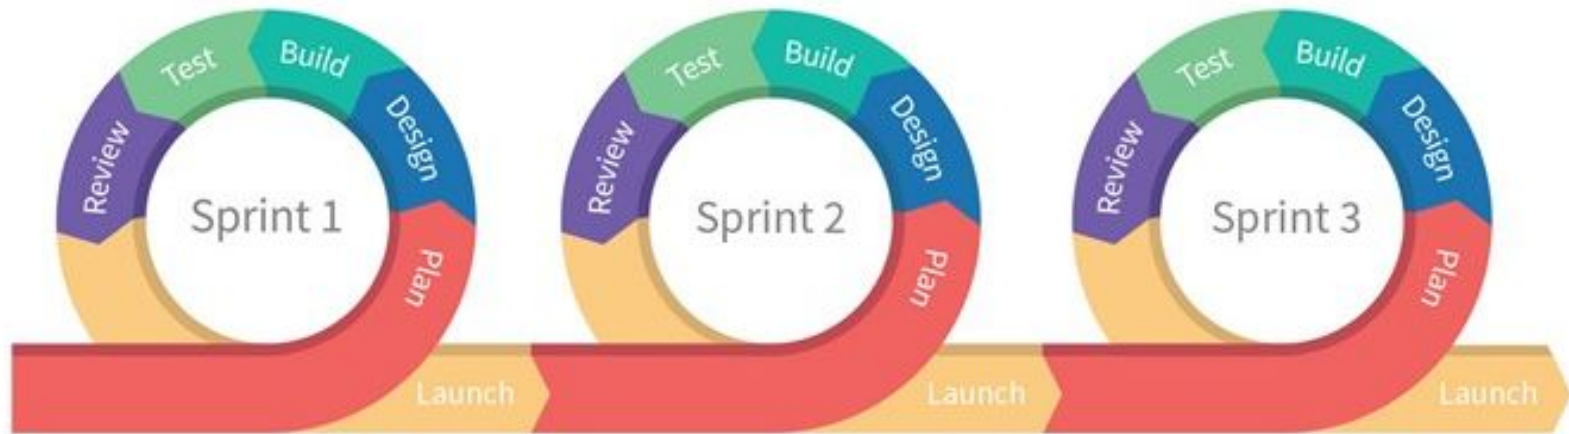 Test
Build
Design
Review
Sprint 1
Plan
Launch
Test
Build
Design
Review
Sprint 2
Plan
Launch
Test
Build
Design
Review
Sprint 3
Plan
Launch